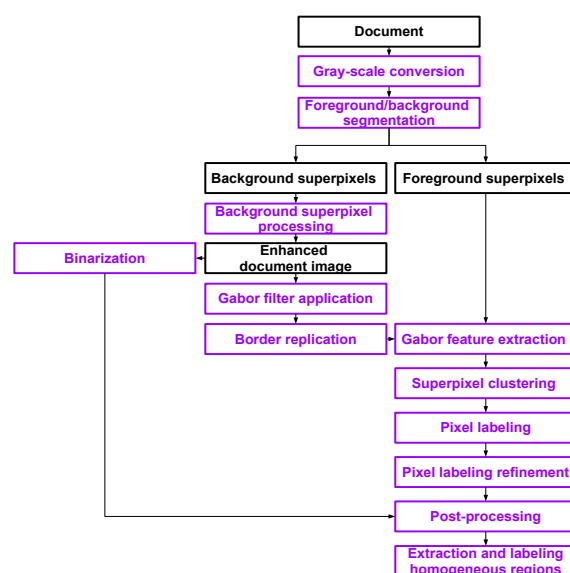 Document
Gray-scale conversion
Foreground/background
segmentation
Background superpixels
Foreground superpixels
Background superpixel
processing
Binarization
Enhanced
document image
Gabor filter application
Border replication
Gabor feature extraction
Superpixel clustering
Pixel labeling
Pixel labeling refinement
Post-processing
Extraction and labeling
homogeneous regions